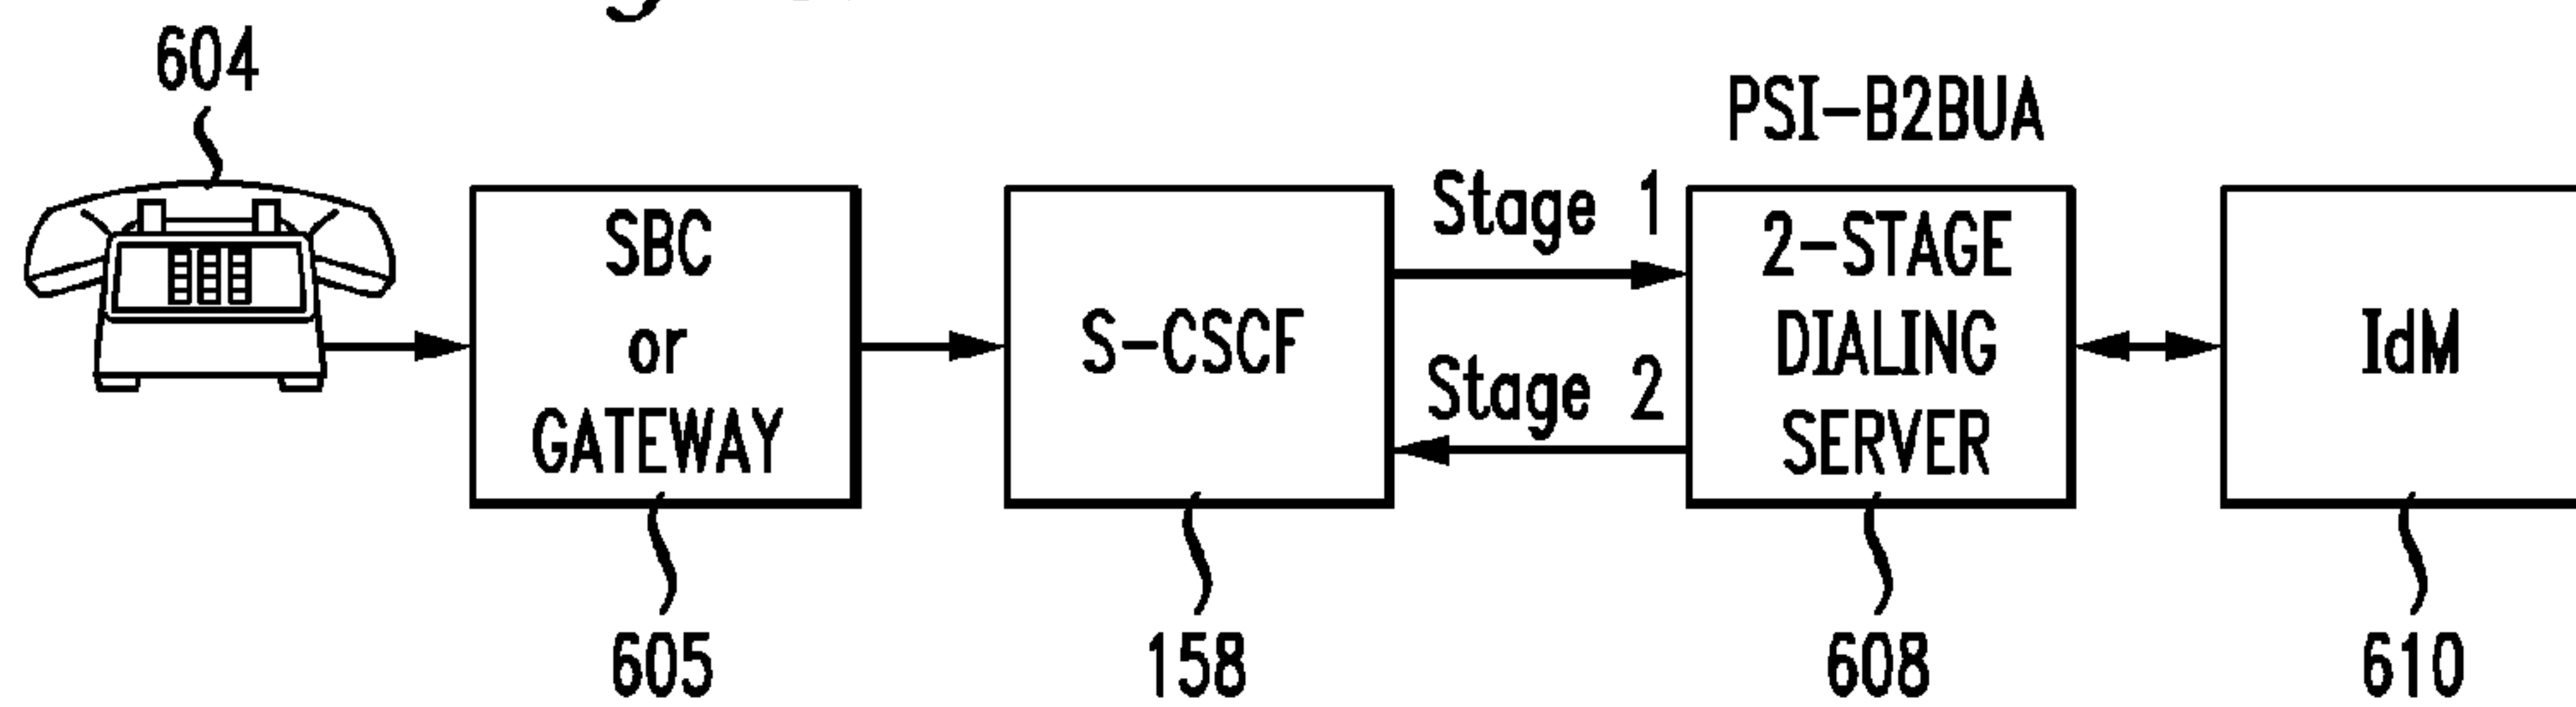 604
PSI-B2BUA
SBC
or
GATEWAY
S-CSCF
Stage 1
Stage 2
2-STAGE
DIALING
SERVER
IdM
605
158
608
610